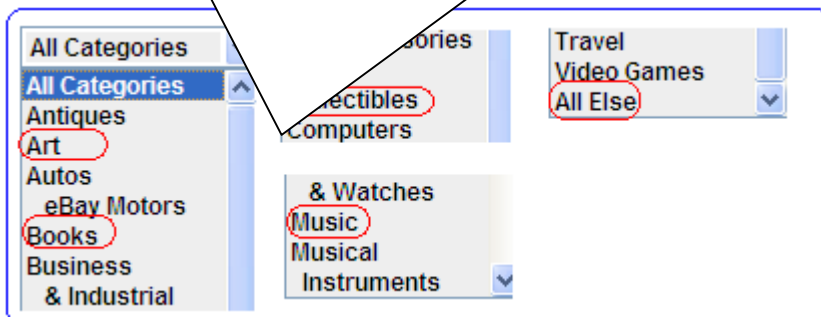 All Categories
All Categories
Antiques
Art
Autos
eBay Motors
Books
Business
& Industrial
Computers
& Watches
Music
Musical
Instruments
Travel
Video Games
All Else